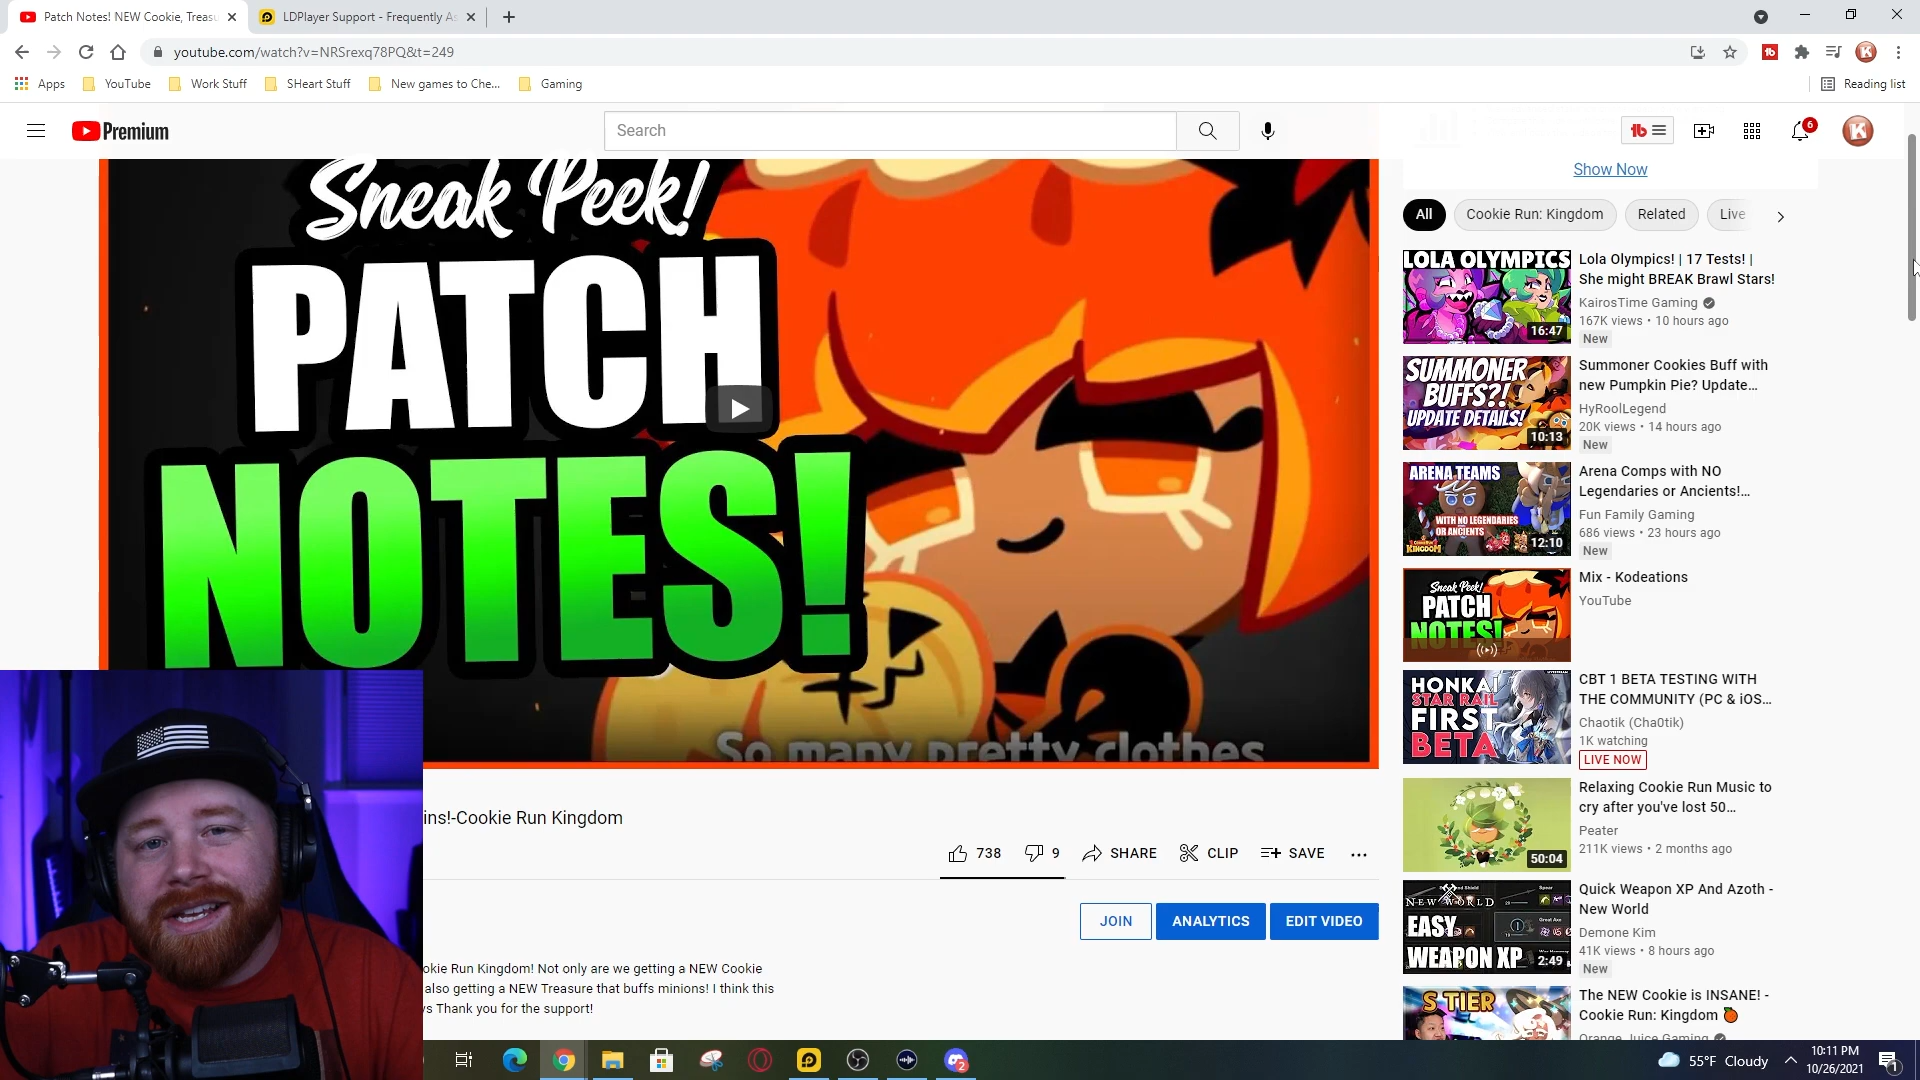 Patch Notes! NEW Cookie, Treasu
LDPlayer Support - Frequently As
youtube.com/watch?v=NRSrexq78PQ&t=249
Apps
YouTube
Work Stuff
SHeart Stuff
New games to Che...
Gaming
Reading list
Premium
Search
6
Show Now
All
Cookie Run: Kingdom
Related
Live
Sneak Peek!
PATCH
NOTES!
So many pretty clothes
LOLA OLYMPICS
16:47
Lola Olympics! | 17 Tests! |
She might BREAK Brawl Stars!
KairosTime Gaming
167K views • 10 hours ago
New
SUMMONER
BUFFS?!
UPDATE DETAILS!
10:13
Summoner Cookies Buff with
new Pumpkin Pie? Update...
HyRoolLegend
20K views • 14 hours ago
New
ARENA TEAMS
WITH NO LEGENDARIES
OR ANCIENTS!
KINGDOM
12:10
Arena Comps with NO
Legendaries or Ancients!...
Fun Family Gaming
686 views • 23 hours ago
New
Sneak Peek!
PATCH
NOTES!
Mix - Kodeations
YouTube
HONKAI
STAR RAIL
FIRST
BETA
CBT 1 BETA TESTING WITH
THE COMMUNITY (PC & iOS...
Chaotik (Cha0tik)
1K watching
LIVE NOW
50:04
Relaxing Cookie Run Music to
cry after you've lost 50...
Peater
211K views • 2 months ago
NEW WORLD
EASY
WEAPON XP
2:49
Quick Weapon XP And Azoth -
New World
Demone Kim
41K views • 8 hours ago
New
S TIER
The NEW Cookie is INSANE! -
Cookie Run: Kingdom
Orange Juice Gaming
ins!-Cookie Run Kingdom
738
9
SHARE
CLIP
SAVE
JOIN
ANALYTICS
EDIT VIDEO
okie Run Kingdom! Not only are we getting a NEW Cookie
also getting a NEW Treasure that buffs minions! I think this
ys Thank you for the support!
2
55°F Cloudy
10:11 PM
10/26/2021
1